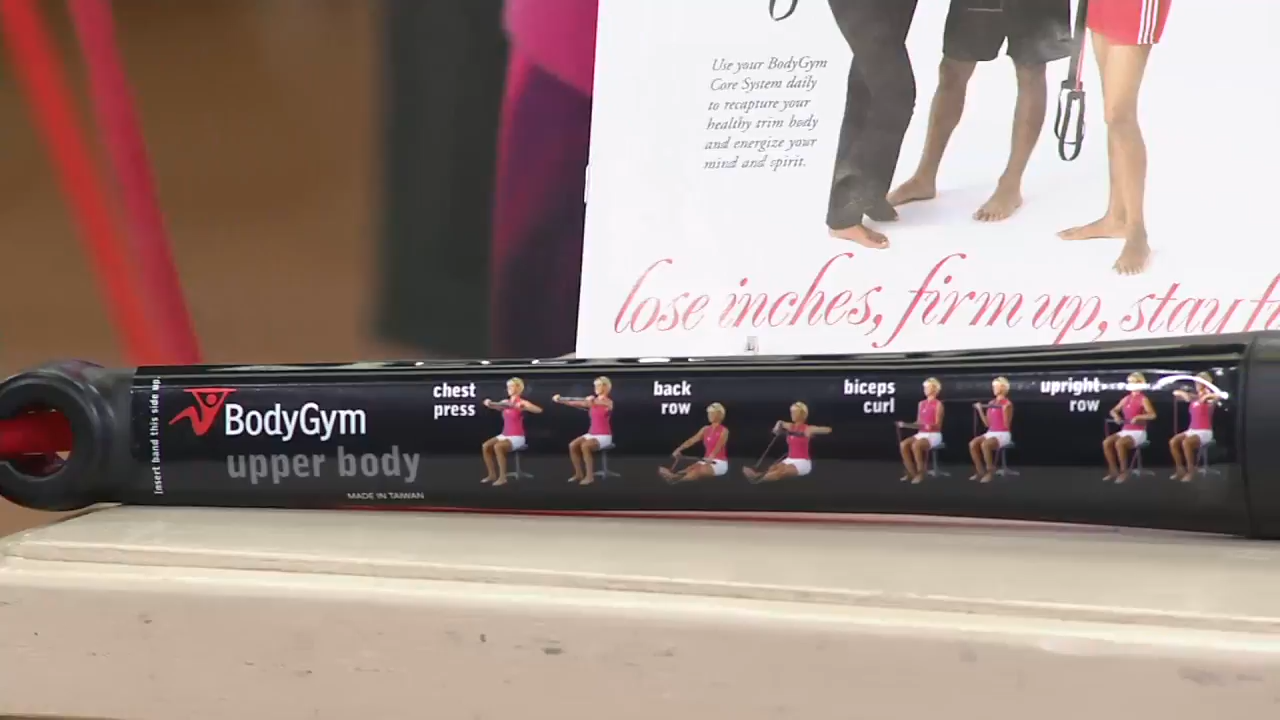 Use your BodyGym
Core System daily
to recapture your
healthy trim body
and energize your
mind and spirit.
lose inches, firm up, stay
insert band this side up.
BodyGym
upper body
MADE IN TAIWAN
chest
press
back
row
biceps
curl
upright
row